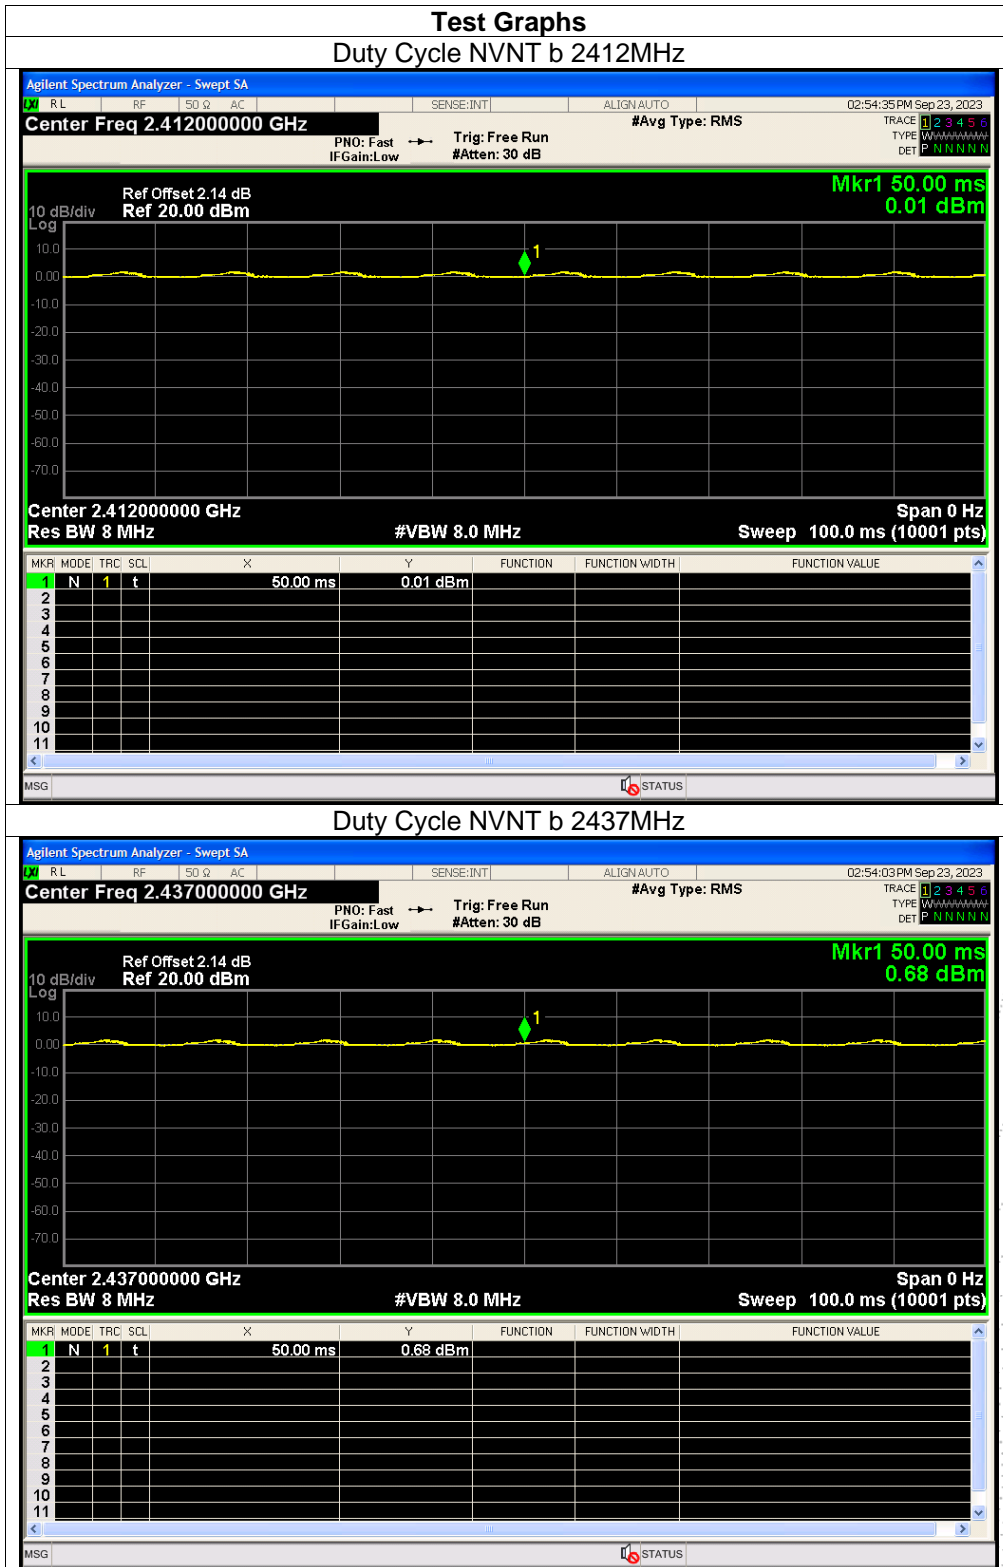 Test Graphs
Duty Cycle NVNT b 2412MHz
Agilent Spectrum Analyzer - Swept SA
LXI RL RF 50 Ω AC SENSE:INT ALIGN AUTO 02:54:35 PM Sep 23, 2023
Center Freq 2.412000000 GHz #Avg Type: RMS TRACE 1 2 3 4 5 6
PNO: Fast Trig: Free Run TYPE WWWWWW
IFGain:Low #Atten: 30 dB DET P N N N N N
Mkr1 50.00 ms
Ref Offset 2.14 dB
10 dB/div Ref 20.00 dBm 0.01 dBm
Log
10.0
1
0.00
-10.0
-20.0
-30.0
-40.0
-50.0
-60.0
-70.0
Center 2.412000000 GHz Span 0 Hz
Res BW 8 MHz #VBW 8.0 MHz Sweep 100.0 ms (10001 pts)
MKR MODE TRC SCL X Y FUNCTION FUNCTION WIDTH FUNCTION VALUE
1 N 1 t 50.00 ms 0.01 dBm
2
3
4
5
6
7
8
9
10
11
MSG STATUS
Duty Cycle NVNT b 2437MHz
Agilent Spectrum Analyzer - Swept SA
LXI RL RF 50 Ω AC SENSE:INT ALIGN AUTO 02:54:03 PM Sep 23, 2023
Center Freq 2.437000000 GHz #Avg Type: RMS TRACE 1 2 3 4 5 6
PNO: Fast Trig: Free Run TYPE WWWWWW
IFGain:Low #Atten: 30 dB DET P N N N N N
Mkr1 50.00 ms
Ref Offset 2.14 dB
10 dB/div Ref 20.00 dBm 0.68 dBm
Log
10.0
1
0.00
-10.0
-20.0
-30.0
-40.0
-50.0
-60.0
-70.0
Center 2.437000000 GHz Span 0 Hz
Res BW 8 MHz #VBW 8.0 MHz Sweep 100.0 ms (10001 pts)
MKR MODE TRC SCL X Y FUNCTION FUNCTION WIDTH FUNCTION VALUE
1 N 1 t 50.00 ms 0.68 dBm
2
3
4
5
6
7
8
9
10
11
MSG STATUS